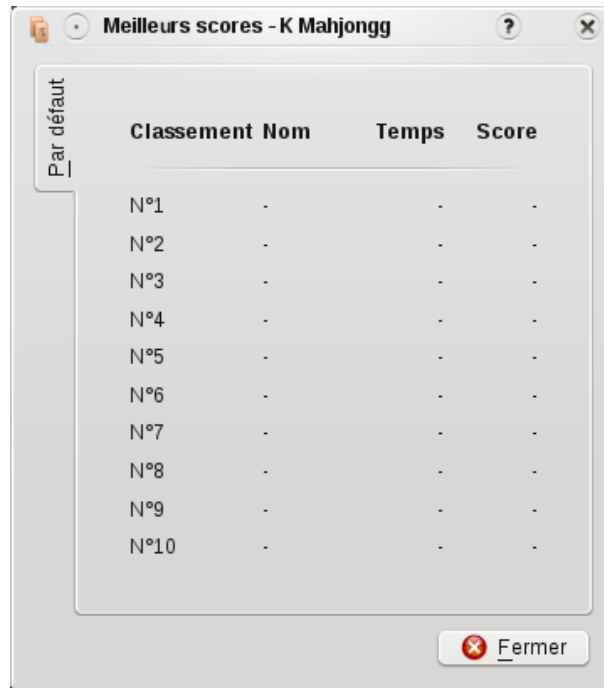 Meilleurs scores - K Mahjongg
Par défaut
Classement Nom Temps Score
N°1 - - -
N°2 - - -
N°3 - - -
N°4 - - -
N°5 - - -
N°6 - - -
N°7 - - -
N°8 - - -
N°9 - - -
N°10 - - -
Fermer